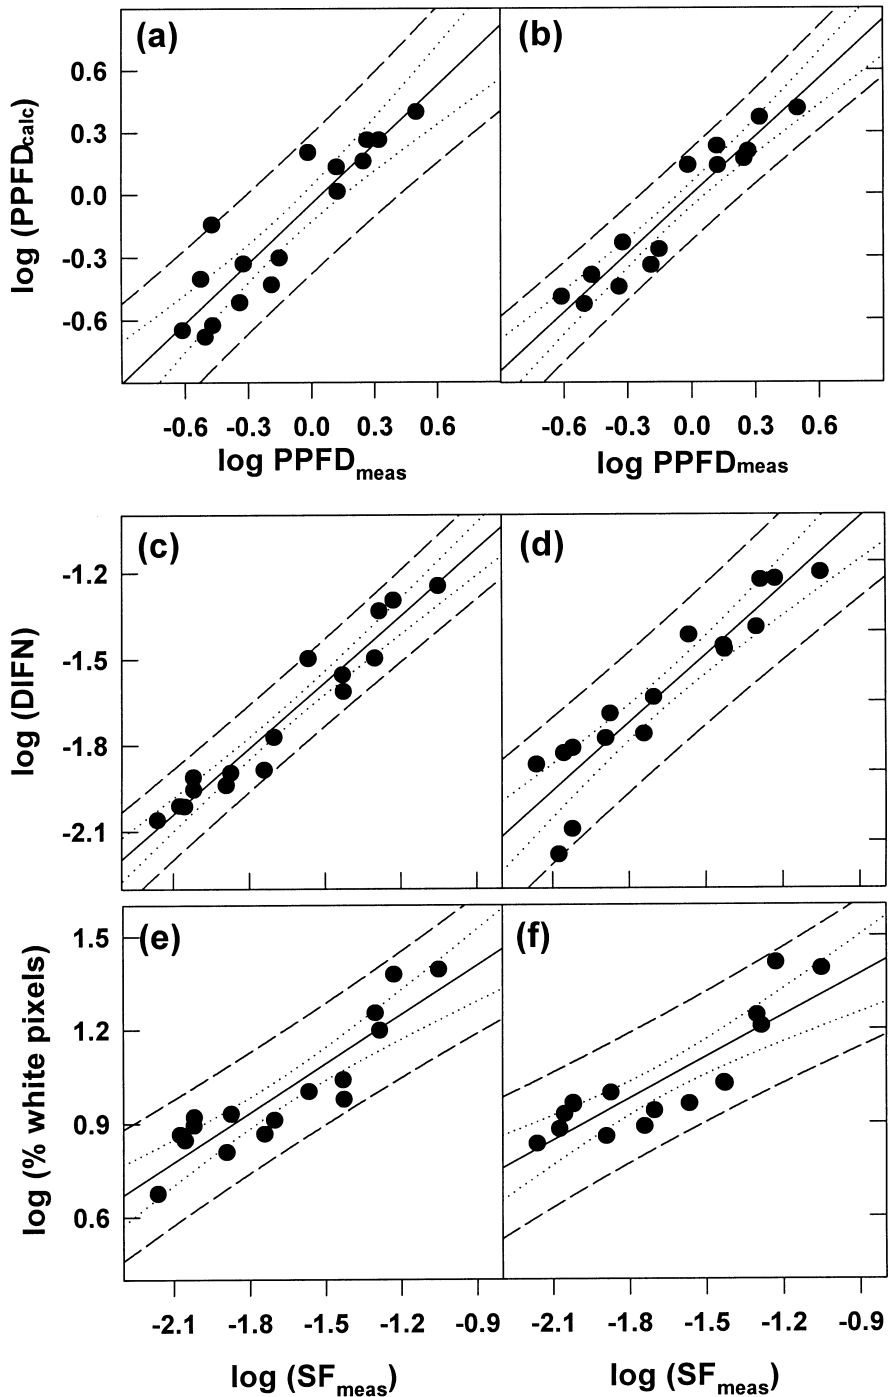 (a)
(b)
log (PPFDcalc)
0.6
0.3
0.0
-0.3
-0.6
-0.6 -0.3 0.0 0.3 0.6
-0.6 -0.3 0.0 0.3 0.6
log PPFDmeas
log PPFDmeas
(c)
(d)
log (DIFN)
-1.2
-1.5
-1.8
-2.1
(e)
(f)
log (% white pixels)
1.5
1.2
0.9
0.6
-2.1 -1.8 -1.5 -1.2 -0.9
-2.1 -1.8 -1.5 -1.2 -0.9
log (SFmeas)
log (SFmeas)